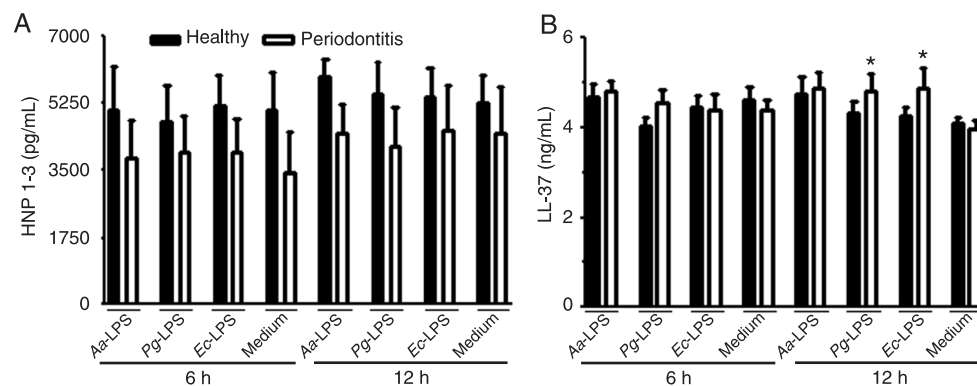 A
Healthy Periodontitis
HNP 1-3 (pg/mL)
7000
5250
3500
1750
0
Aa-LPS Pg-LPS Ec-LPS Medium Aa-LPS Pg-LPS Ec-LPS Medium
6 h 12 h
B
LL-37 (ng/mL)
6
4
2
0
* *
Aa-LPS Pg-LPS Ec-LPS Medium Aa-LPS Pg-LPS Ec-LPS Medium
6 h 12 h